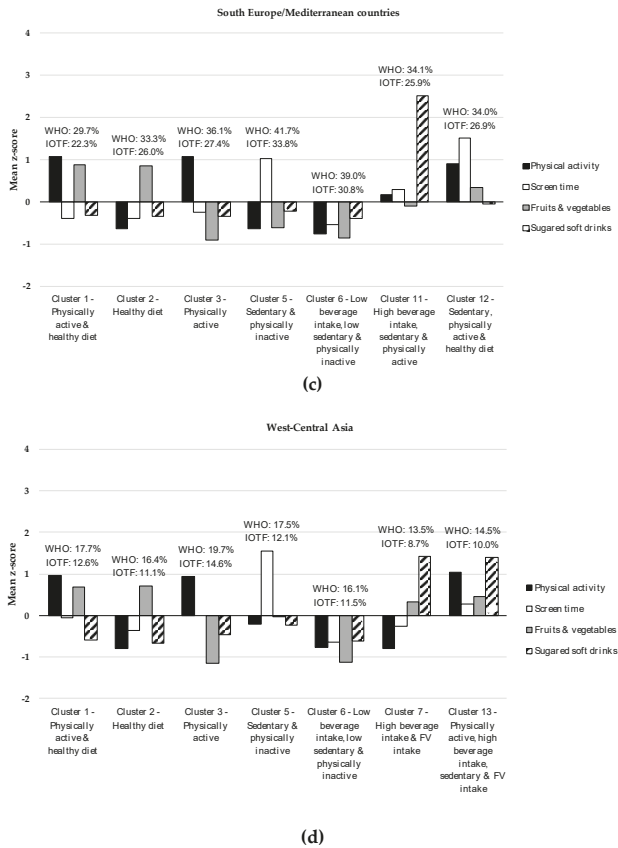 South Europe/Mediterranean countries
4
3
2
1
0
-1
-2
Mean z-score
WHO: 29.7%
IOTF: 22.3%
WHO: 33.3%
IOTF: 26.0%
WHO: 36.1%
IOTF: 27.4%
WHO: 41.7%
IOTF: 33.8%
WHO: 39.0%
IOTF: 30.8%
WHO: 34.1%
IOTF: 25.9%
WHO: 34.0%
IOTF: 26.9%
Physical activity
Screen time
Fruits & vegetables
Sugared soft drinks
Cluster 1 -
Physically
active &
healthy diet
Cluster 2 -
Healthy diet
Cluster 3 -
Physically
active
Cluster 5 -
Sedentary &
physically
inactive
Cluster 6 - Low
beverage
intake, low
sedentary &
physically
inactive
Cluster 11 -
High beverage
intake,
sedentary &
physically
active
Cluster 12 -
Sedentary,
physically
active &
healthy diet
(c)
West-Central Asia
4
3
2
1
0
-1
-2
Mean z-score
WHO: 17.7%
IOTF: 12.6%
WHO: 16.4%
IOTF: 11.1%
WHO: 19.7%
IOTF: 14.6%
WHO: 17.5%
IOTF: 12.1%
WHO: 16.1%
IOTF: 11.5%
WHO: 13.5%
IOTF: 8.7%
WHO: 14.5%
IOTF: 10.0%
Physical activity
Screen time
Fruits & vegetables
Sugared soft drinks
Cluster 1 -
Physically
active &
healthy diet
Cluster 2 -
Healthy diet
Cluster 3 -
Physically
active
Cluster 5 -
Sedentary &
physically
inactive
Cluster 6 - Low
beverage
intake, low
sedentary &
physically
inactive
Cluster 7 -
High beverage
intake & FV
intake
Cluster 13 -
Physically
active, high
beverage
intake,
sedentary & FV
intake
(d)